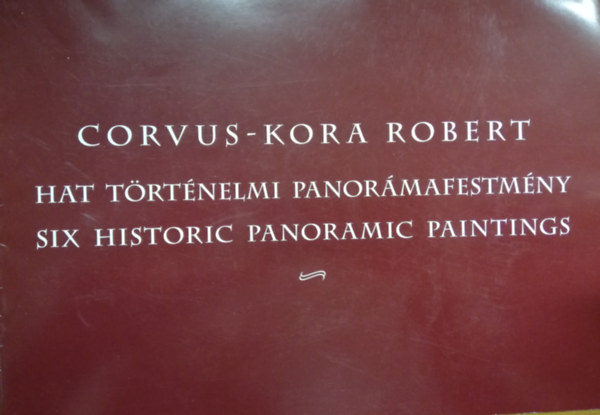 CORVUS-KORA ROBERT
HAT TÖRTÉNELMI PANORÁMAFESTMÉNY
SIX HISTORIC PANORAMIC PAINTINGS